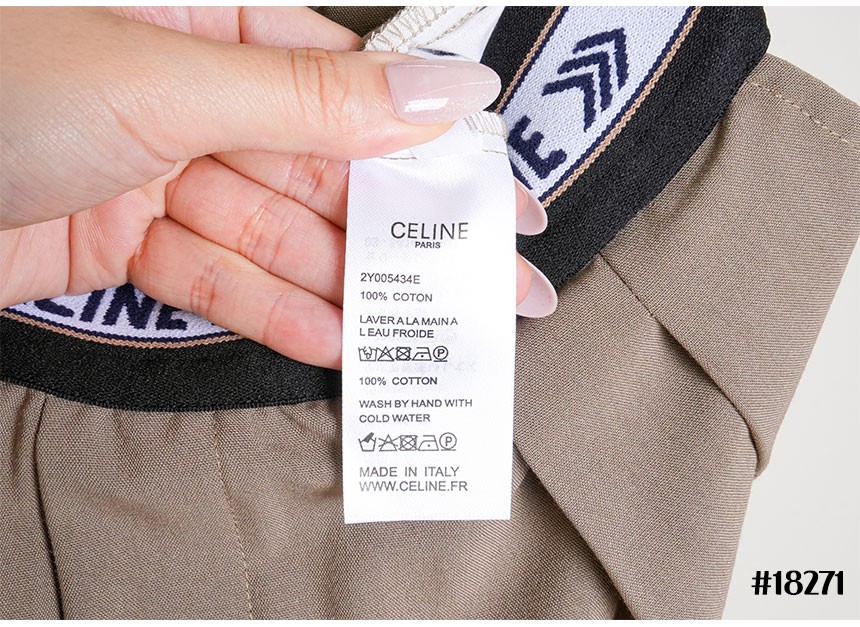 CELINE
PARIS
2Y005434E
100% COTON
LAVER A LA MAIN A
L EAU FROIDE
100% COTTON
WASH BY HAND WITH
COLD WATER
MADE IN ITALY
WWW.CELINE.FR
LINE
#18271